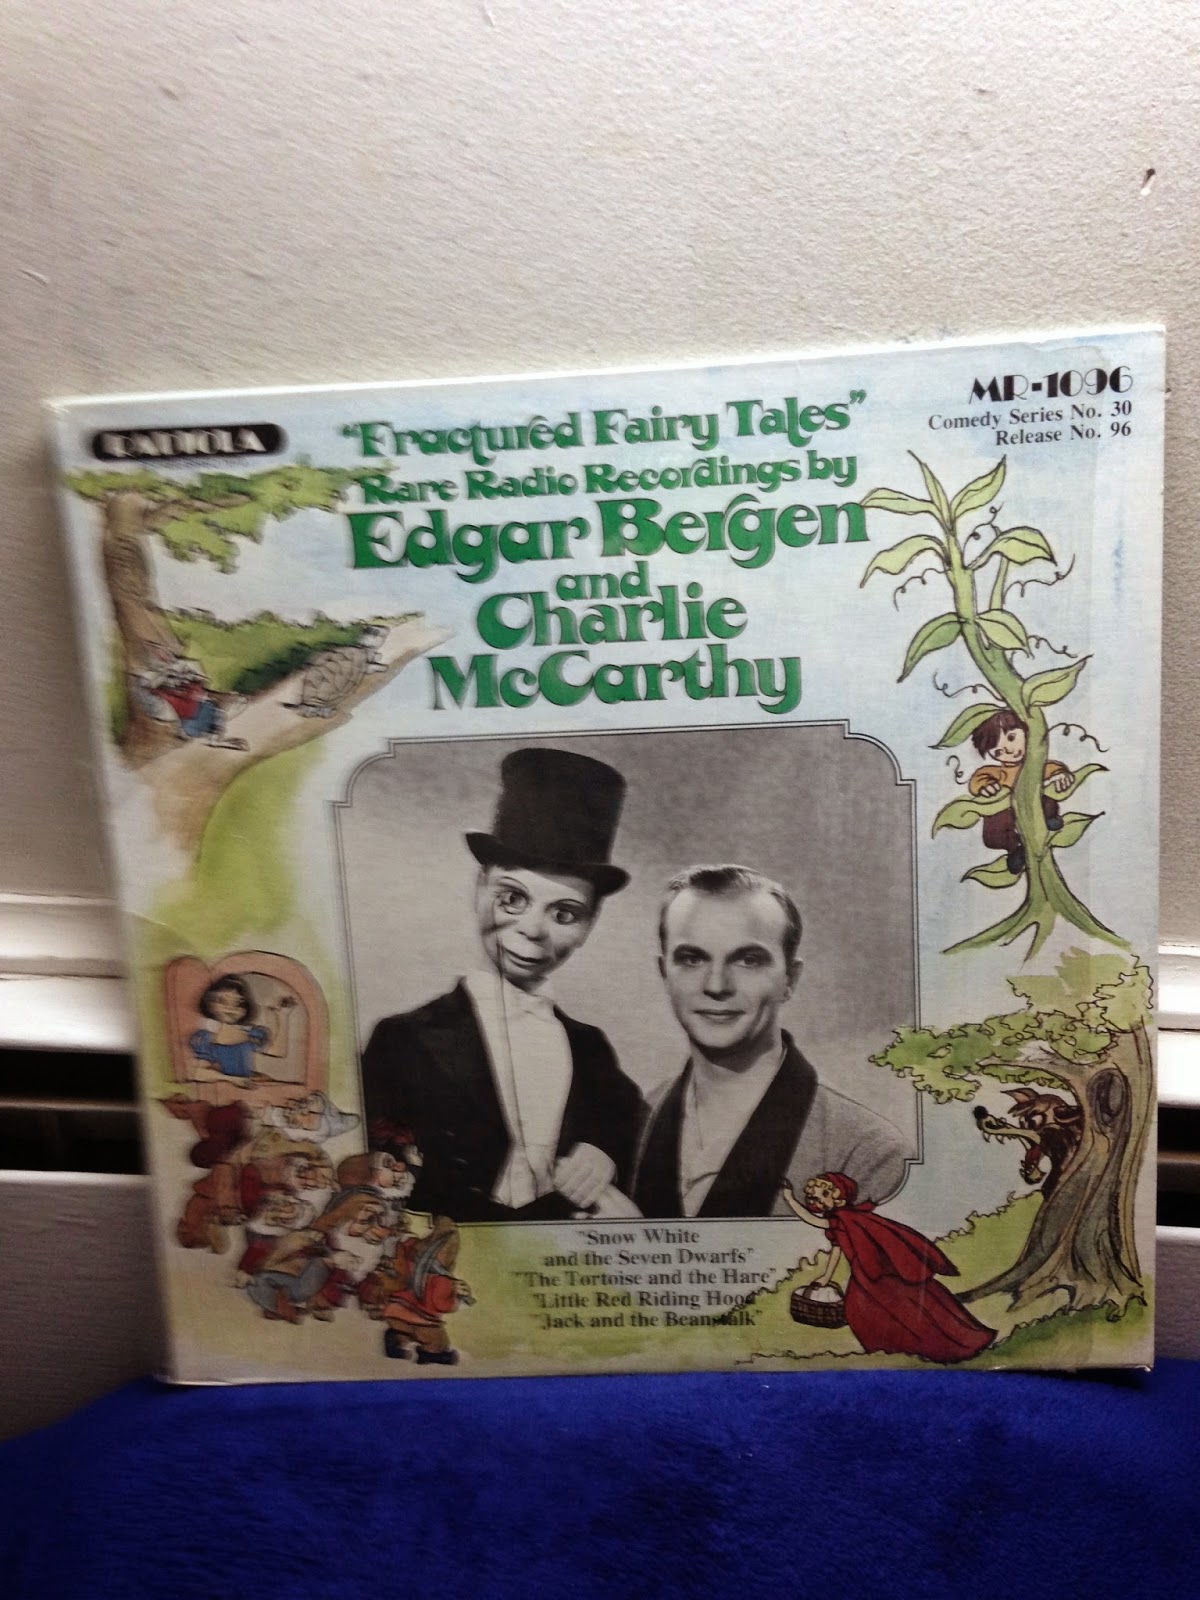 RADIOLA
"Fractured Fairy Tales"
Rare Radio Recordings by
Edgar Bergen
and
Charlie
McCarthy
MR-1096
Comedy Series No. 30
Release No. 96
"Snow White
and the Seven Dwarfs"
"The Tortoise and the Hare"
"Little Red Riding Hood"
"Jack and the Beanstalk"